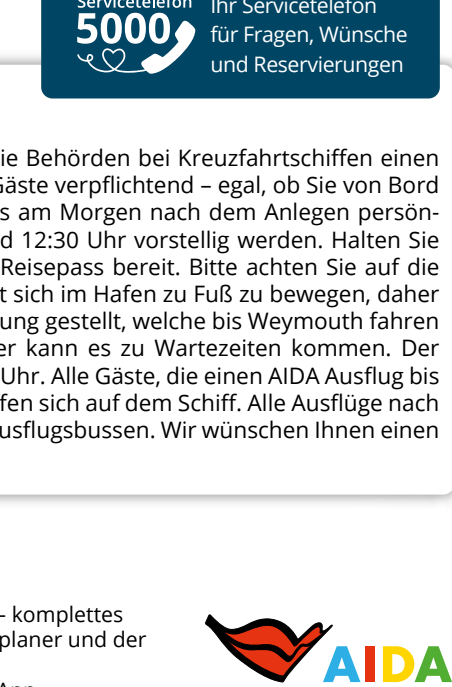 Servicetelefon
5000
Ihr Servicetelefon
für Fragen, Wünsche
und Reservierungen
ie Behörden bei Kreuzfahrtschiffen einen
Gäste verpflichtend – egal, ob Sie von Bord
s am Morgen nach dem Anlegen persön-
d 12:30 Uhr vorstellig werden. Halten Sie
Reisepass bereit. Bitte achten Sie auf die
t sich im Hafen zu Fuß zu bewegen, daher
ung gestellt, welche bis Weymouth fahren
er kann es zu Wartezeiten kommen. Der
Uhr. Alle Gäste, die einen AIDA Ausflug bis
fen sich auf dem Schiff. Alle Ausflüge nach
usflugsbussen. Wir wünschen Ihnen einen
– komplettes
planer und der
AIDA